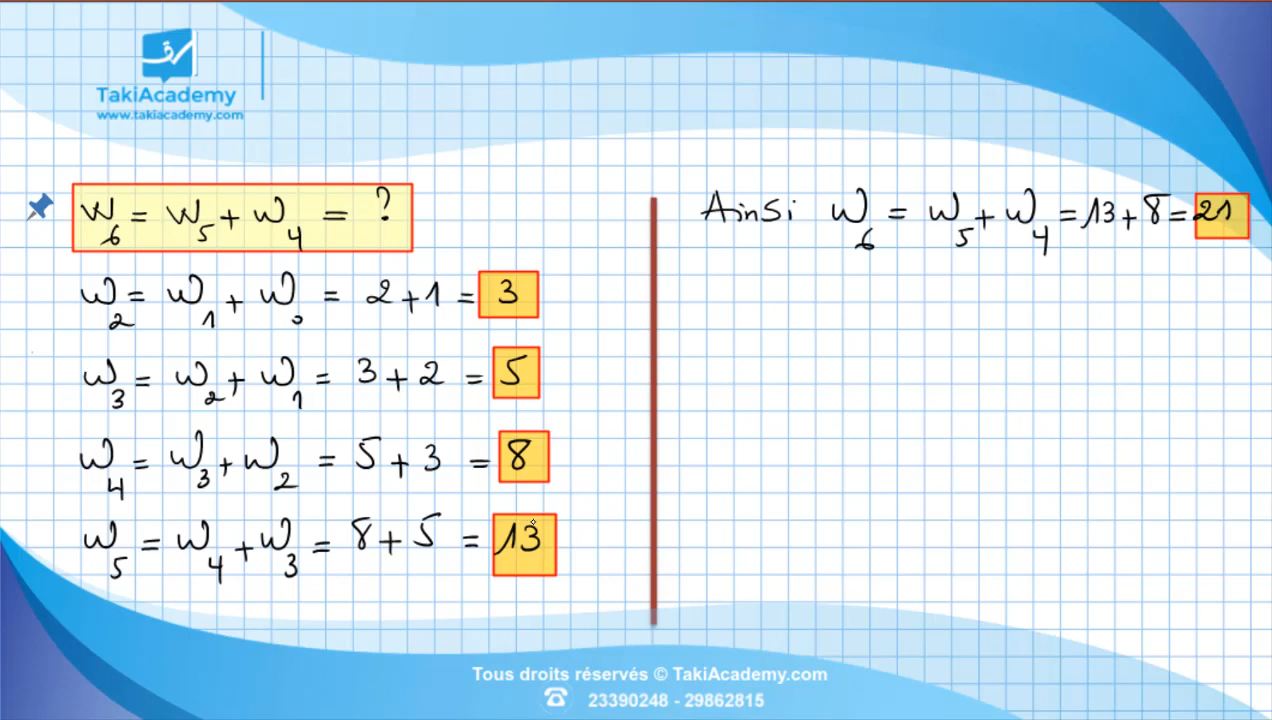 سراقي
TakiAcademy
www.takiacademy.com
W₆ = W₅ + W₄ = ?
W₂ = W₁ + W₀ = 2 + 1 = 3
W₃ = W₂ + W₁ = 3 + 2 = 5
W₄ = W₃ + W₂ = 5 + 3 = 8
W₅ = W₄ + W₃ = 8 + 5 = 13
Ainsi W₆ = W₅ + W₄ = 13 + 8 = 21
Tous droits réservés © TakiAcademy.com
23390248 - 29862815